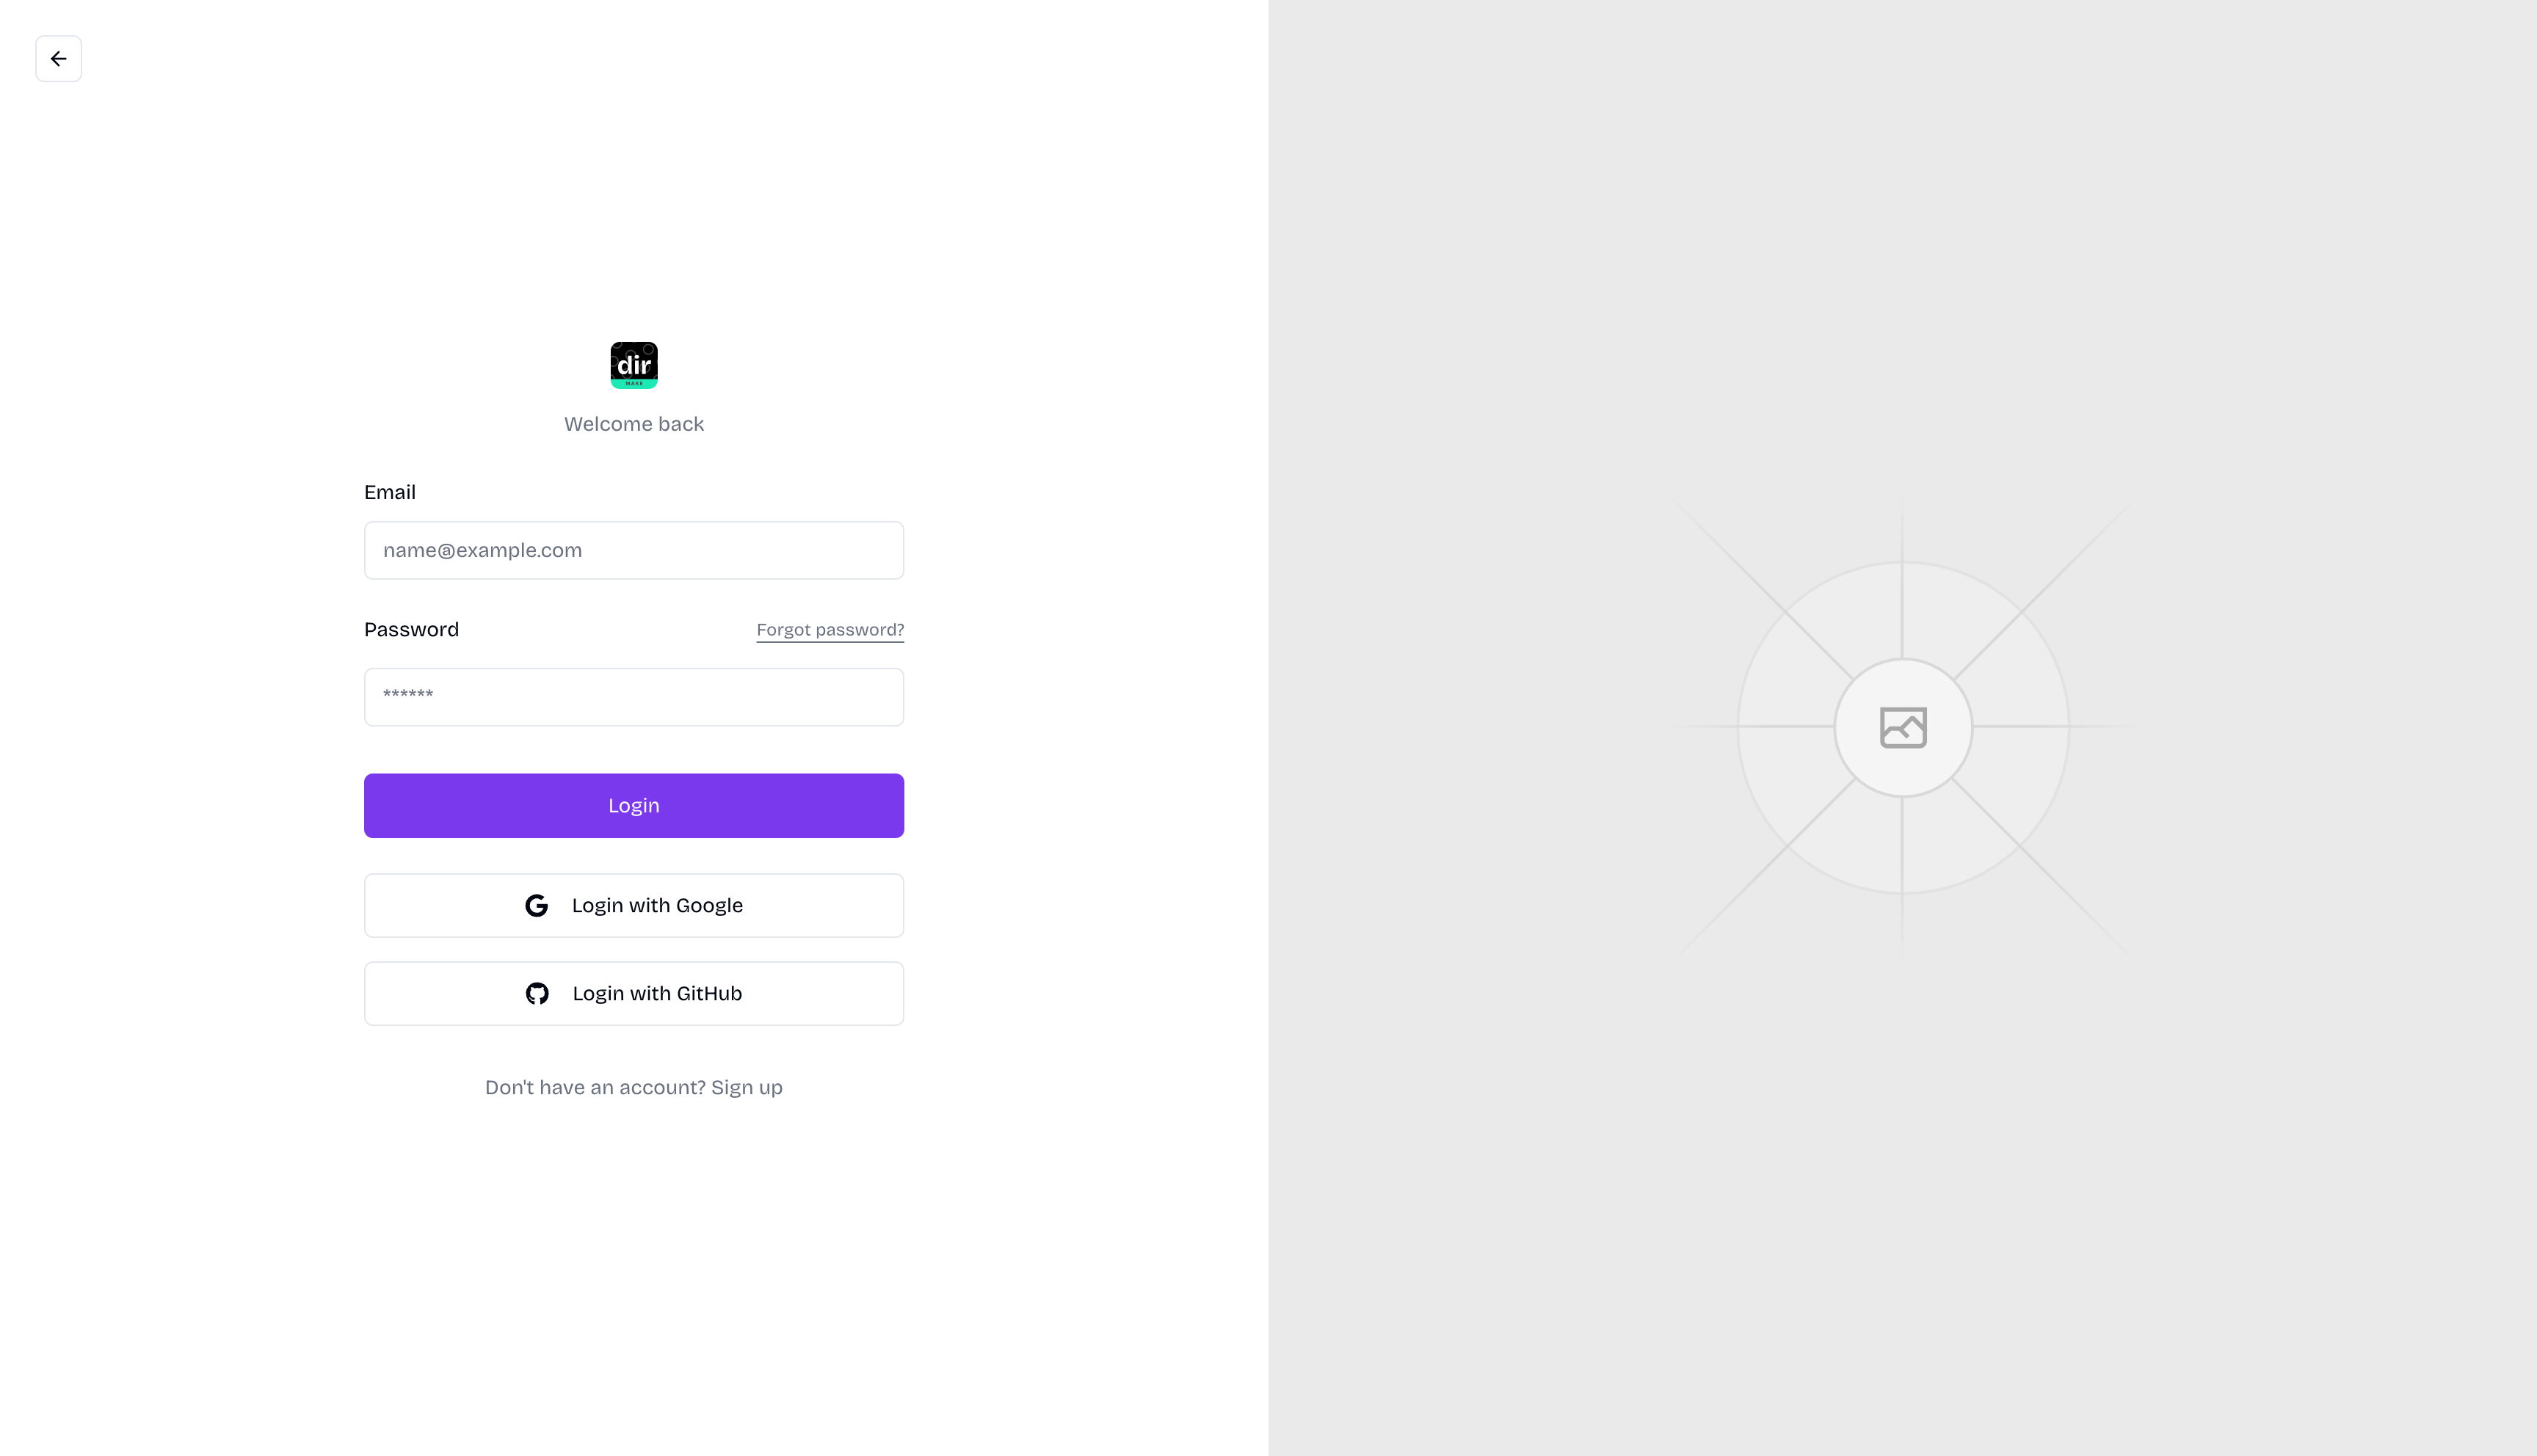 dir
MAKE
Welcome back
Email
name@example.com
Password
Forgot password?
******
Login
Login with Google
Login with GitHub
Don't have an account? Sign up